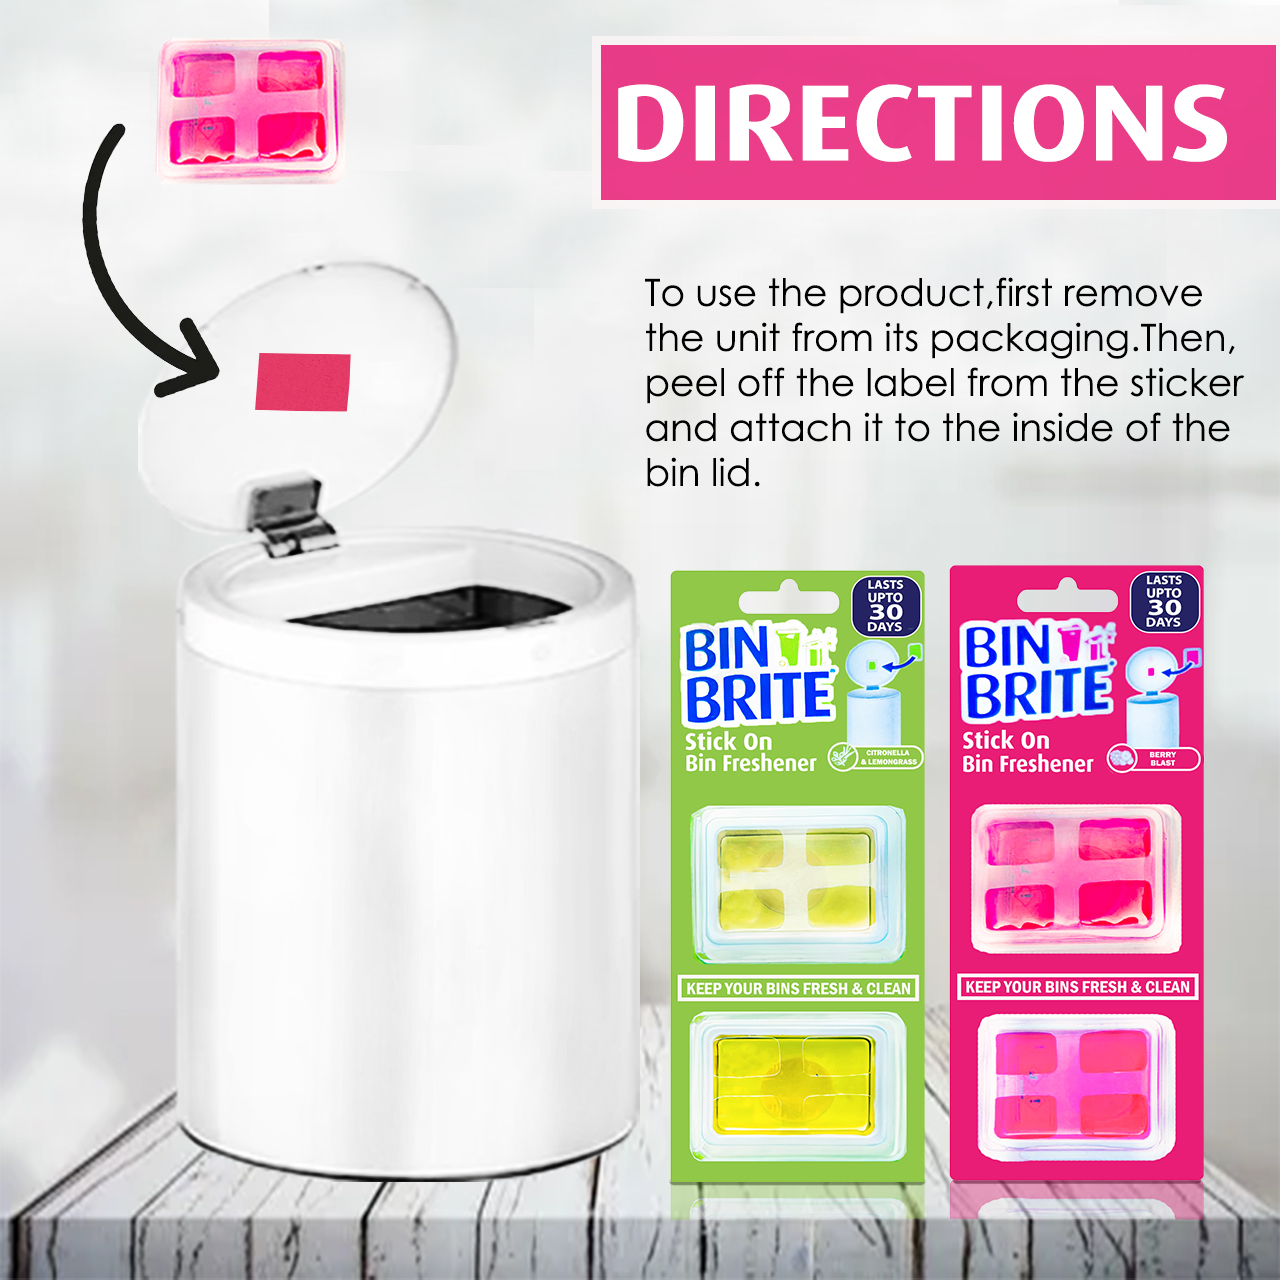 DIRECTIONS
To use the product,first remove
the unit from its packaging.Then,
peel off the label from the sticker
and attach it to the inside of the
bin lid.
LASTS
UPTO
30
DAYS
BIN
BRITE
Stick On
Bin Freshener
CITRONELLA
& LEMONGRASS
KEEP YOUR BINS FRESH & CLEAN
LASTS
UPTO
30
DAYS
BIN
BRITE
Stick On
Bin Freshener
BERRY
BLAST
KEEP YOUR BINS FRESH & CLEAN